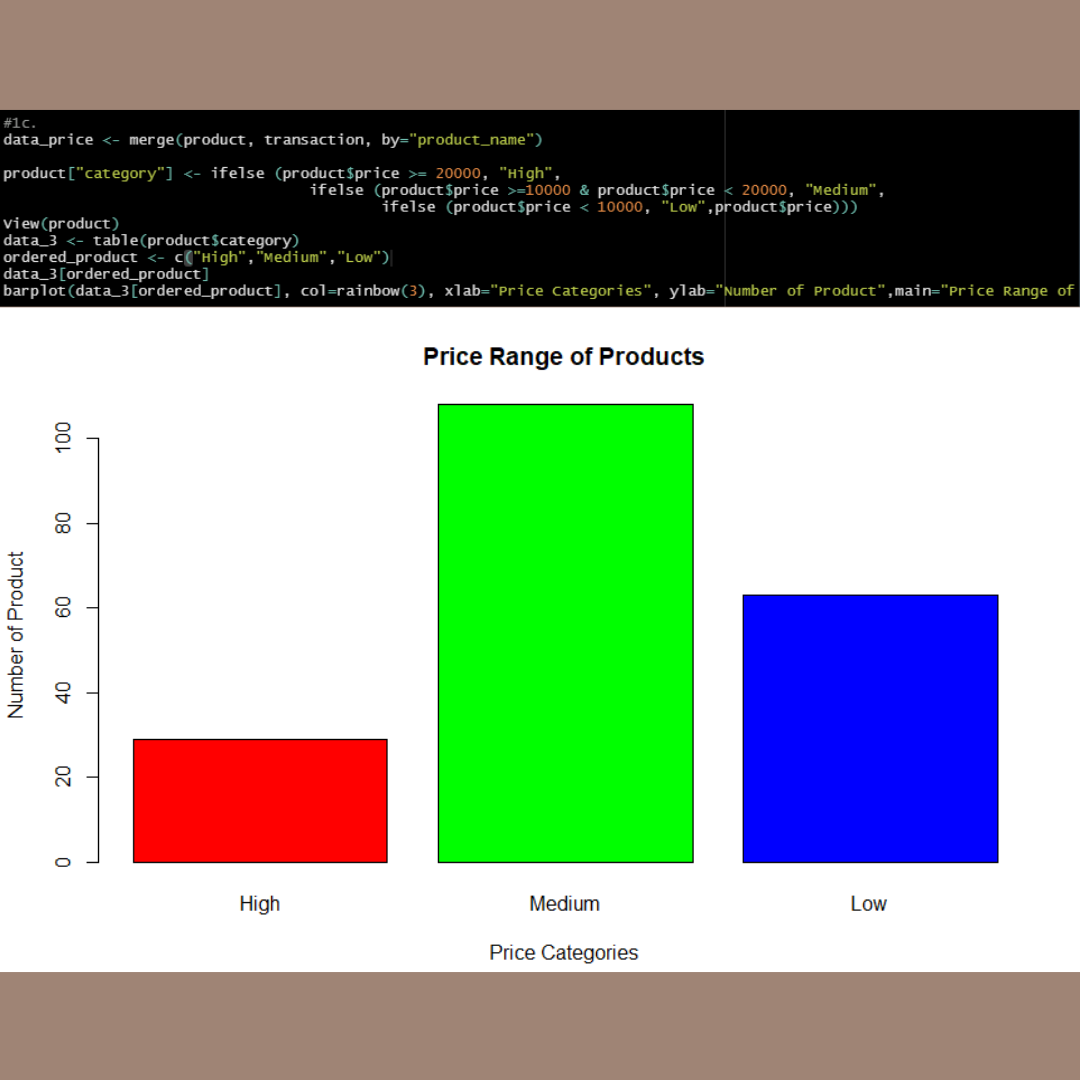 #1c.
data_price <- merge(product, transaction, by="product_name")
product["category"] <- ifelse (product$price >= 20000, "High",
ifelse (product$price >=10000 & product$price < 20000, "Medium",
ifelse (product$price < 10000, "Low",product$price)))
View(product)
data_3 <- table(product$category)
ordered_product <- c("High","Medium","Low")
data_3[ordered_product]
barplot(data_3[ordered_product], col=rainbow(3), xlab="Price Categories", ylab="Number of Product",main="Price Range of
Price Range of Products
Number of Product
100
80
60
40
20
0
High Medium Low
Price Categories